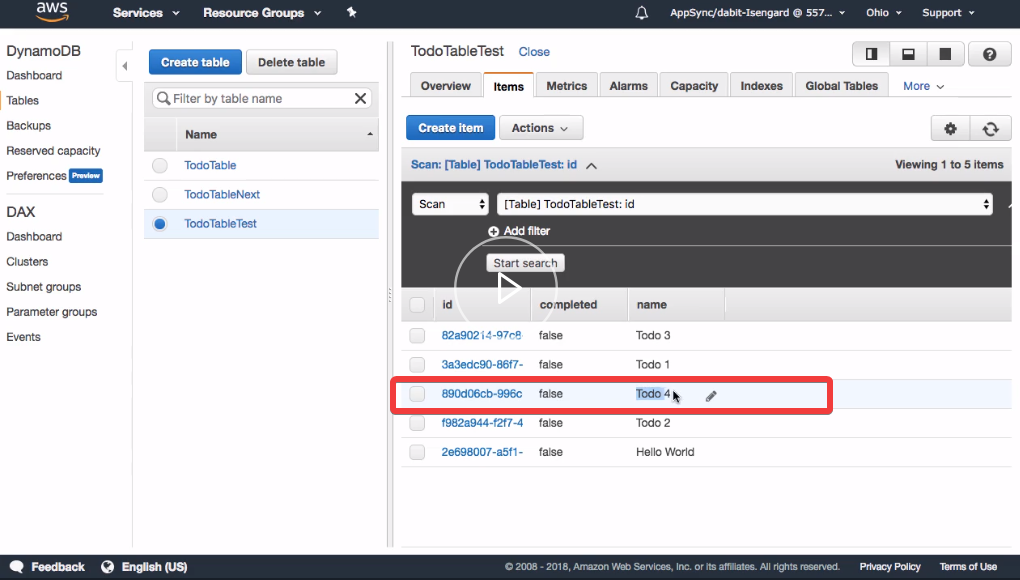 aws Services Resource Groups AppSync/dabit-Isengard @ 557... Ohio Support
DynamoDB
Dashboard
Tables
Backups
Reserved capacity
Preferences Preview
DAX
Dashboard
Clusters
Subnet groups
Parameter groups
Events
Create table Delete table
Filter by table name
Name
TodoTable
TodoTableNext
TodoTableTest
TodoTableTest Close
Overview Items Metrics Alarms Capacity Indexes Global Tables More
Create item Actions
Scan: [Table] TodoTableTest: id Viewing 1 to 5 items
Scan [Table] TodoTableTest: id
Add filter
Start search
id completed name
82a90214-97c8- false Todo 3
3a3edc90-86f7- false Todo 1
890d06cb-996c false Todo 4
f982a944-f2f7-4 false Todo 2
2e698007-a5f1- false Hello World
Feedback English (US) © 2008 - 2018, Amazon Web Services, Inc. or its affiliates. All rights reserved. Privacy Policy Terms of Use